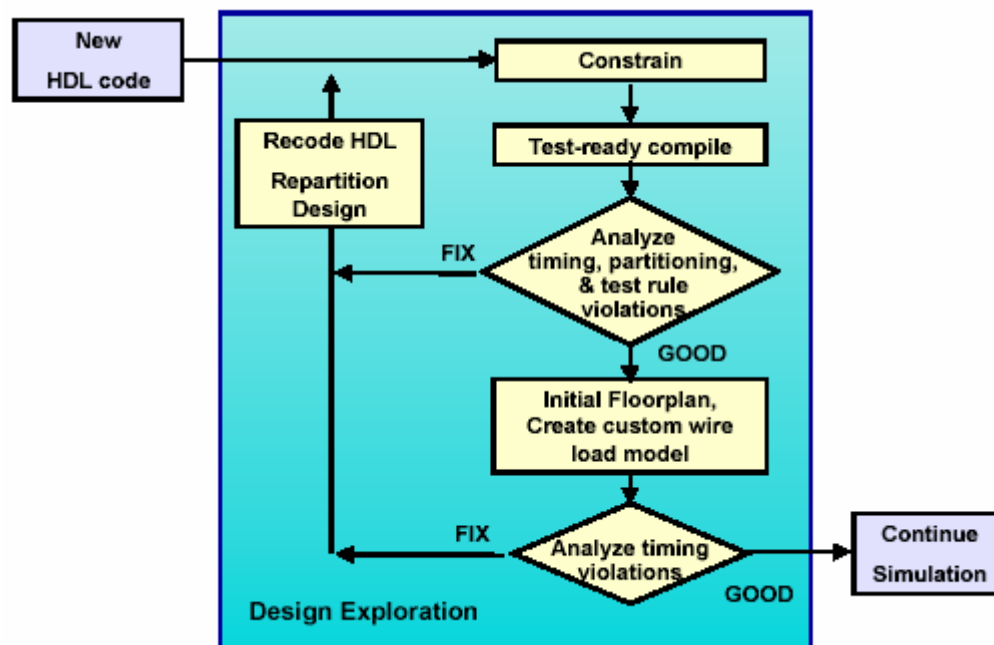 New
HDL code
Constrain
Recode HDL
Repartition
Design
Test-ready compile
Analyze
timing, partitioning,
& test rule
violations
FIX
GOOD
Initial Floorplan,
Create custom wire
load model
FIX
Analyze timing
violations
GOOD
Continue
Simulation
Design Exploration